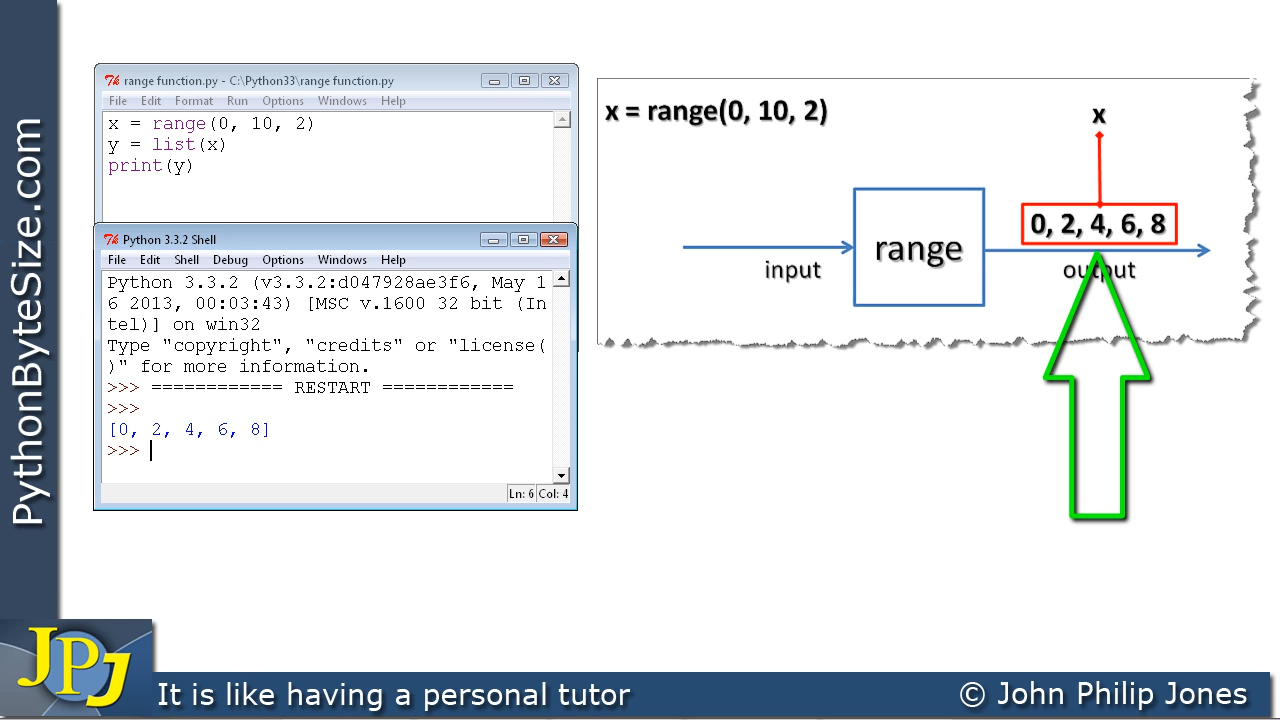 PythonByteSize.com
range function.py - C:\Python33\range function.py
File Edit Format Run Options Windows Help
x = range(0, 10, 2)
y = list(x)
print(y)
Python 3.3.2 Shell
File Edit Shell Debug Options Windows Help
Python 3.3.2 (v3.3.2:d047928ae3f6, May 1
6 2013, 00:03:43) [MSC v.1600 32 bit (In
tel)] on win32
Type "copyright", "credits" or "license(
)" for more information.
>>> ============ RESTART ============
>>>
[0, 2, 4, 6, 8]
>>>
Ln: 6 Col: 4
x = range(0, 10, 2)
x
0, 2, 4, 6, 8
input
range
output
JPJ
It is like having a personal tutor
© John Philip Jones